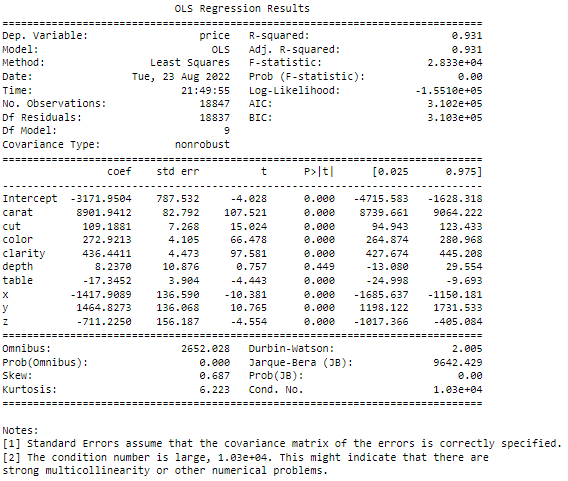 OLS Regression Results
==============================================================================
Dep. Variable: price R-squared: 0.931
Model: OLS Adj. R-squared: 0.931
Method: Least Squares F-statistic: 2.833e+04
Date: Tue, 23 Aug 2022 Prob (F-statistic): 0.00
Time: 21:49:55 Log-Likelihood: -1.5510e+05
No. Observations: 18847 AIC: 3.102e+05
Df Residuals: 18837 BIC: 3.103e+05
Df Model: 9
Covariance Type: nonrobust
==============================================================================
coef std err t P>|t| [0.025 0.975]
------------------------------------------------------------------------------
Intercept -3171.9504 787.532 -4.028 0.000 -4715.583 -1628.318
carat 8901.9412 82.792 107.521 0.000 8739.661 9064.222
cut 109.1881 7.268 15.024 0.000 94.943 123.433
color 272.9213 4.105 66.478 0.000 264.874 280.968
clarity 436.4411 4.473 97.581 0.000 427.674 445.208
depth 8.2370 10.876 0.757 0.449 -13.080 29.554
table -17.3452 3.904 -4.443 0.000 -24.998 -9.693
x -1417.9089 136.590 -10.381 0.000 -1685.637 -1150.181
y 1464.8273 136.068 10.765 0.000 1198.122 1731.533
z -711.2250 156.187 -4.554 0.000 -1017.366 -405.084
==============================================================================
Omnibus: 2652.028 Durbin-Watson: 2.005
Prob(Omnibus): 0.000 Jarque-Bera (JB): 9642.429
Skew: 0.687 Prob(JB): 0.00
Kurtosis: 6.223 Cond. No. 1.03e+04
==============================================================================
Notes:
[1] Standard Errors assume that the covariance matrix of the errors is correctly specified.
[2] The condition number is large, 1.03e+04. This might indicate that there are
strong multicollinearity or other numerical problems.